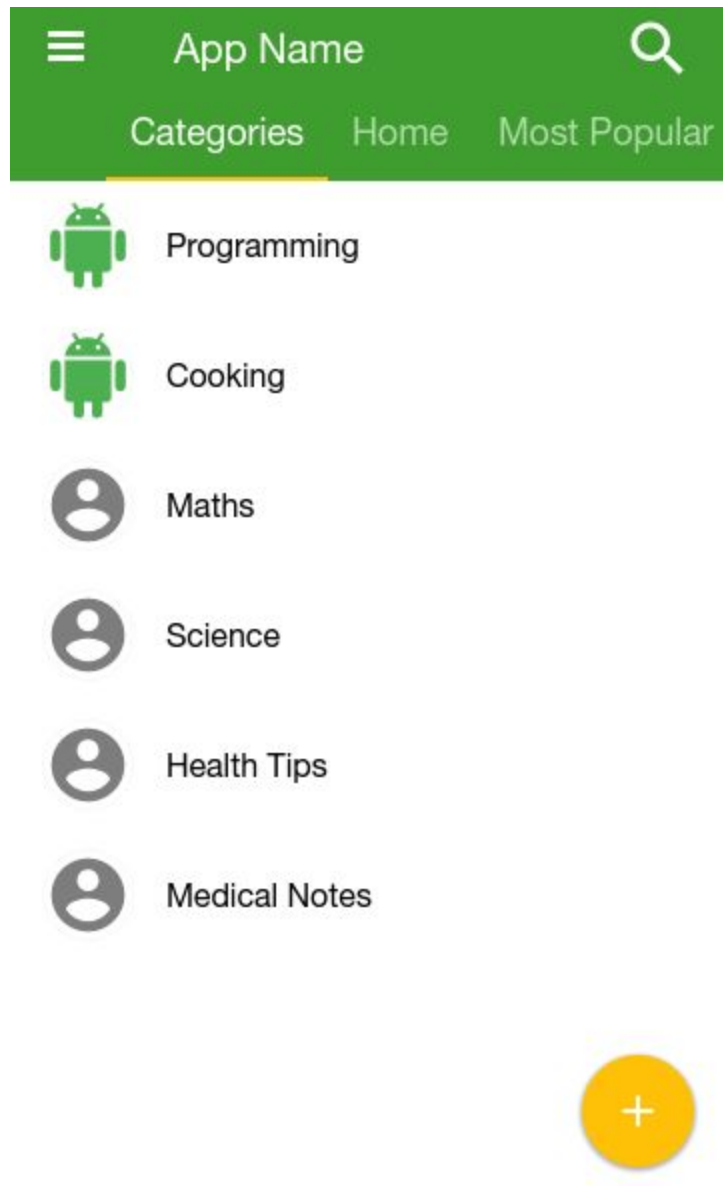 App Name
Categories Home Most Popular
Programming
Cooking
Maths
Science
Health Tips
Medical Notes
+